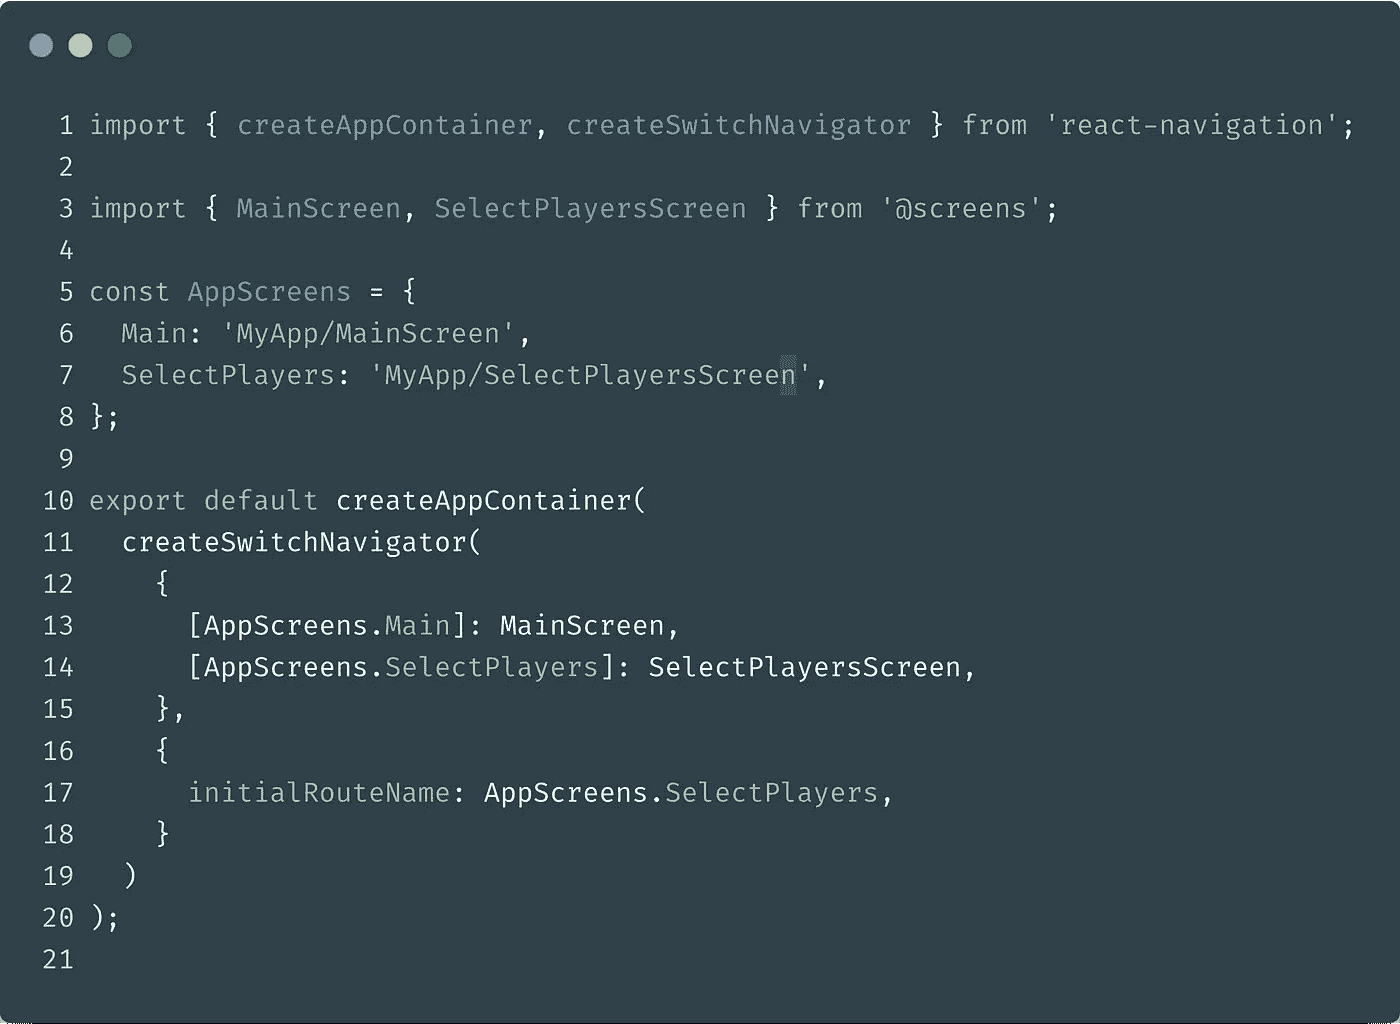 1 import { createAppContainer, createSwitchNavigator } from 'react-navigation';
2
3 import { MainScreen, SelectPlayersScreen } from '@screens';
4
5 const AppScreens = {
6   Main: 'MyApp/MainScreen',
7   SelectPlayers: 'MyApp/SelectPlayersScreen',
8 };
9
10 export default createAppContainer(
11   createSwitchNavigator(
12     {
13       [AppScreens.Main]: MainScreen,
14       [AppScreens.SelectPlayers]: SelectPlayersScreen,
15     },
16     {
17       initialRouteName: AppScreens.SelectPlayers,
18     }
19   )
20 );
21